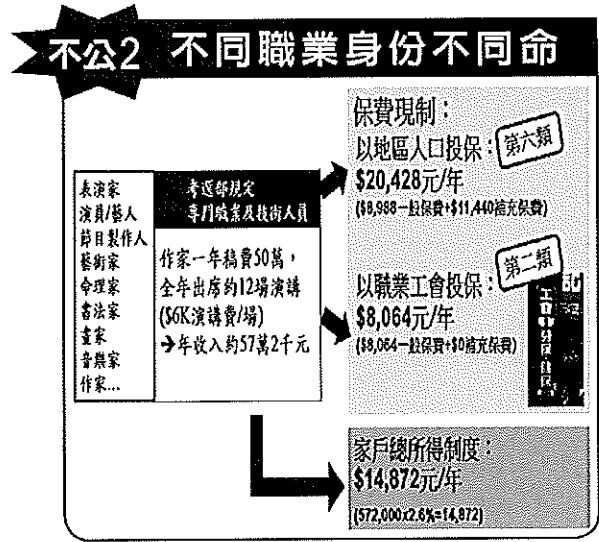 不公2 不同職業身份不同命
保費現制：
以地區人口投保：
第六類
$20,428元/年
($8,988一般保費+$11,440補充保費)
表演家
演員/藝人
節目製作人
藝術家
命理家
書法家
畫家
音樂家
作家...
考選部規定
專門職業及技術人員
作家一年稿費50萬，
全年出席約12場演講
($6K演講費/場)
→年收入約57萬2千元
第二類
以職業工會投保：
$8,064元/年
($8,064一般保費+$0補充保費)
家戶總所得制度：
$14,872元/年
(572,000x2.6%=14,872)